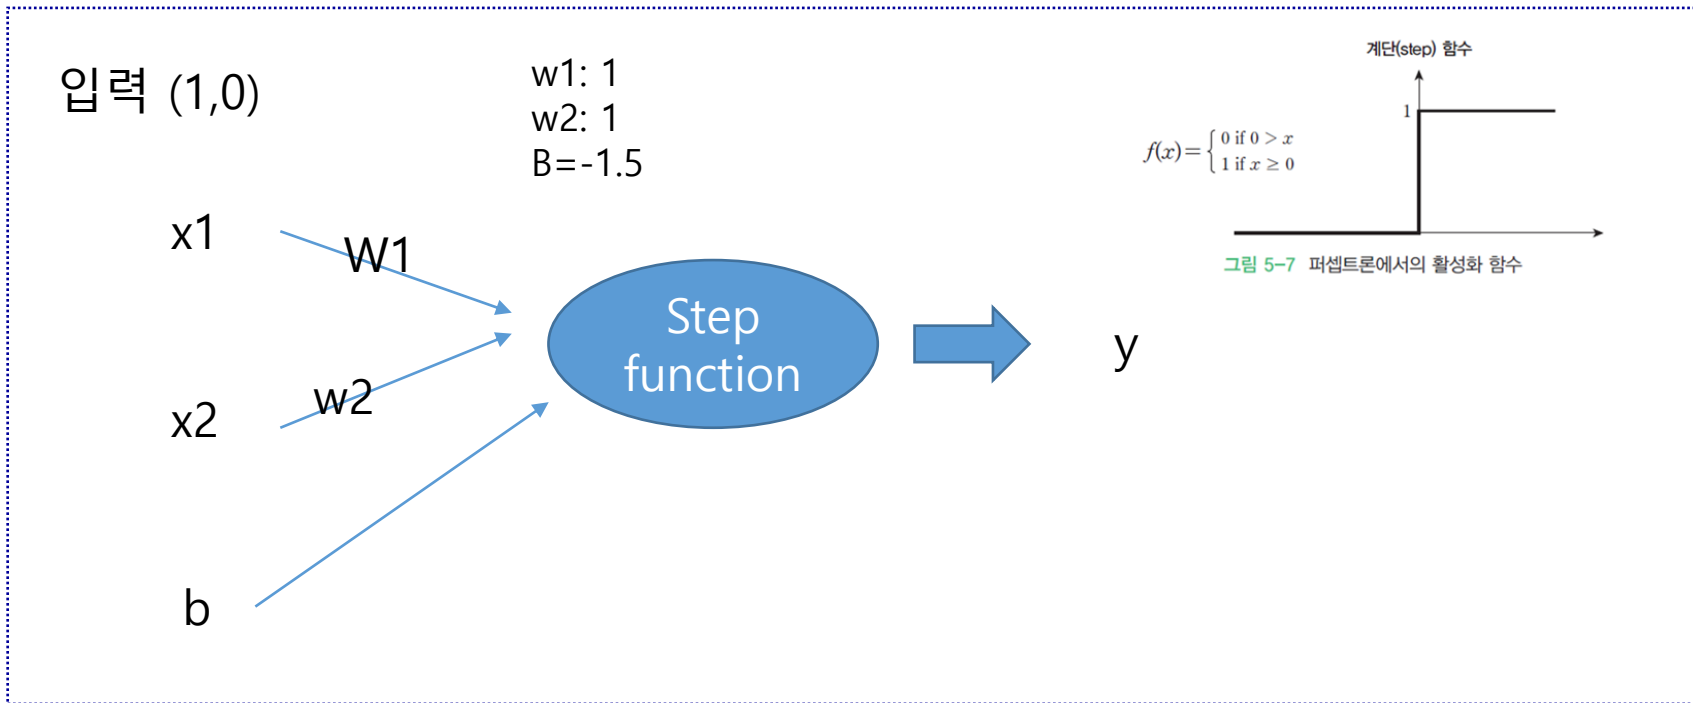 입력 (1,0)
w1: 1
w2: 1
B=-1.5
계단(step) 함수
1
f(x)= { 0 if 0 > x
1 if x ≥ 0
그림 5–7 퍼셉트론에서의 활성화 함수
x1
W1
Step
function
y
x2
w2
b